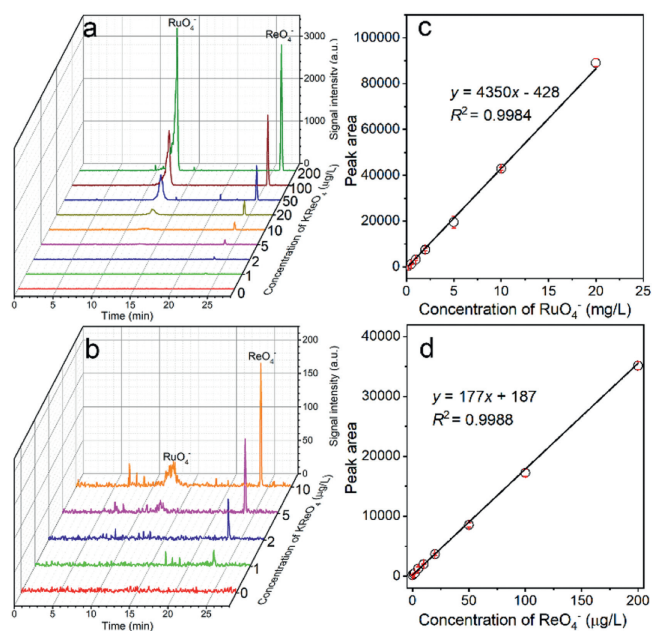 a
RuO₄⁻
ReO₄⁻
3000
2000
1000
0
Signal intensity (a.u.)
200
100
50
20
10
5
2
1
0
Concentration of KReO₄ (µg/L)
0
5
10
15
20
25
Time (min)
b
ReO₄⁻
RuO₄⁻
200
150
100
50
0
Signal intensity (a.u.)
10
5
2
1
0
Concentration of KReO₄ (µg/L)
0
5
10
15
20
25
Time (min)
c
y = 4350x - 428
R² = 0.9984
100000
80000
60000
40000
20000
0
Peak area
0
5
10
15
20
25
Concentration of RuO₄⁻ (mg/L)
d
y = 177x + 187
R² = 0.9988
40000
30000
20000
10000
0
Peak area
0
50
100
150
200
Concentration of ReO₄⁻ (µg/L)